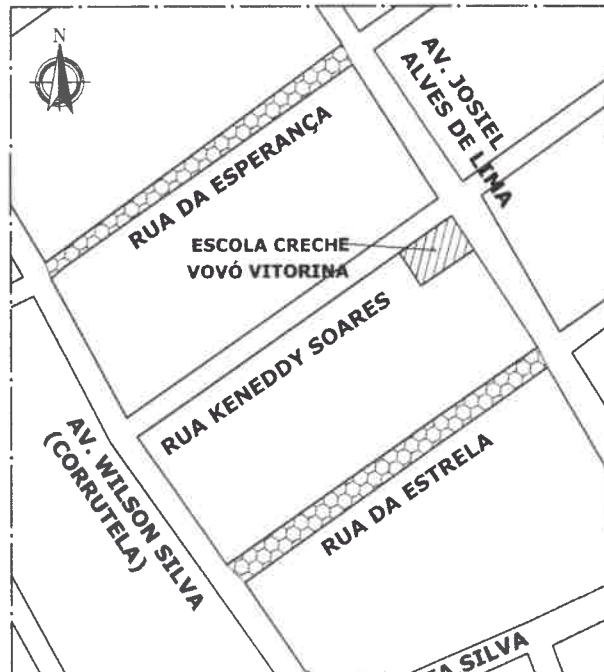 N
AV. JOSIEL
ALVES DE LIMA
RUA DA ESPERANÇA
ESCOLA CRECHE
VOVÓ VITORINA
RUA KENEDDY SOARES
AV. WILSON SILVA
(CORRUTELA)
RUA DA ESTRELA
SILVA